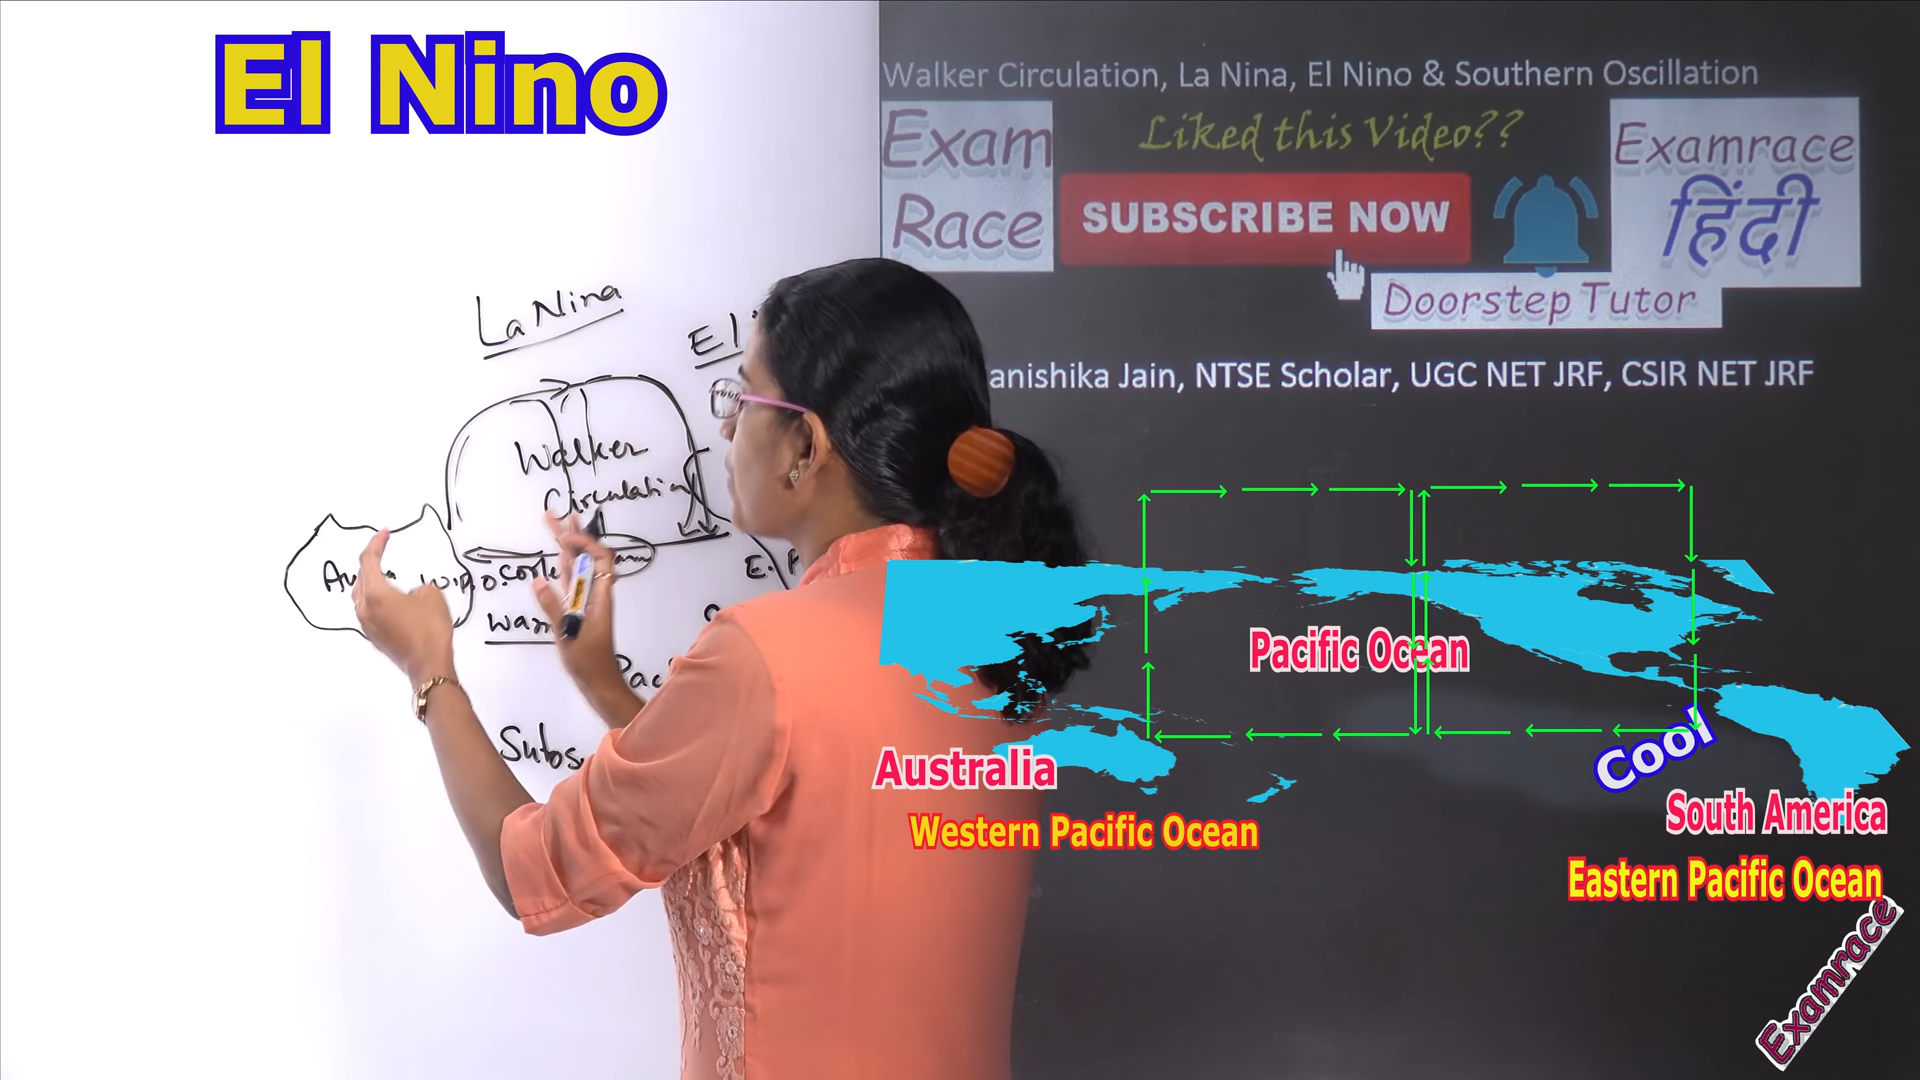 El Nino
Walker Circulation, La Nina, El Nino & Southern Oscillation
Exam
Race
Liked this Video??
SUBSCRIBE NOW
Examrace
हिंदी
Doorstep Tutor
anishika Jain, NTSE Scholar, UGC NET JRF, CSIR NET JRF
La Nina
El
Walker
Circulation
W.P.O.
E. P
Subs
Pacific Ocean
Cool
Australia
South America
Western Pacific Ocean
Eastern Pacific Ocean
Examrace